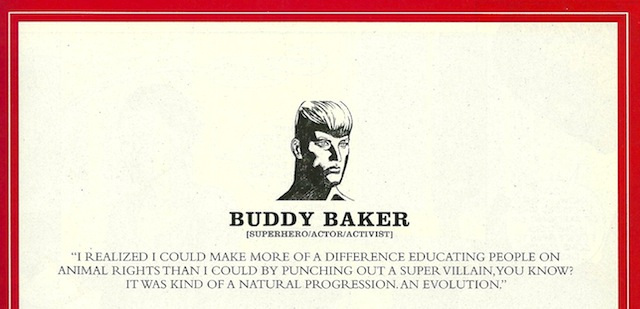 BUDDY BAKER
[SUPERHERO/ACTOR/ACTIVIST]
"I REALIZED I COULD MAKE MORE OF A DIFFERENCE EDUCATING PEOPLE ON
ANIMAL RIGHTS THAN I COULD BY PUNCHING OUT A SUPER VILLAIN, YOU KNOW?
IT WAS KIND OF A NATURAL PROGRESSION. AN EVOLUTION."